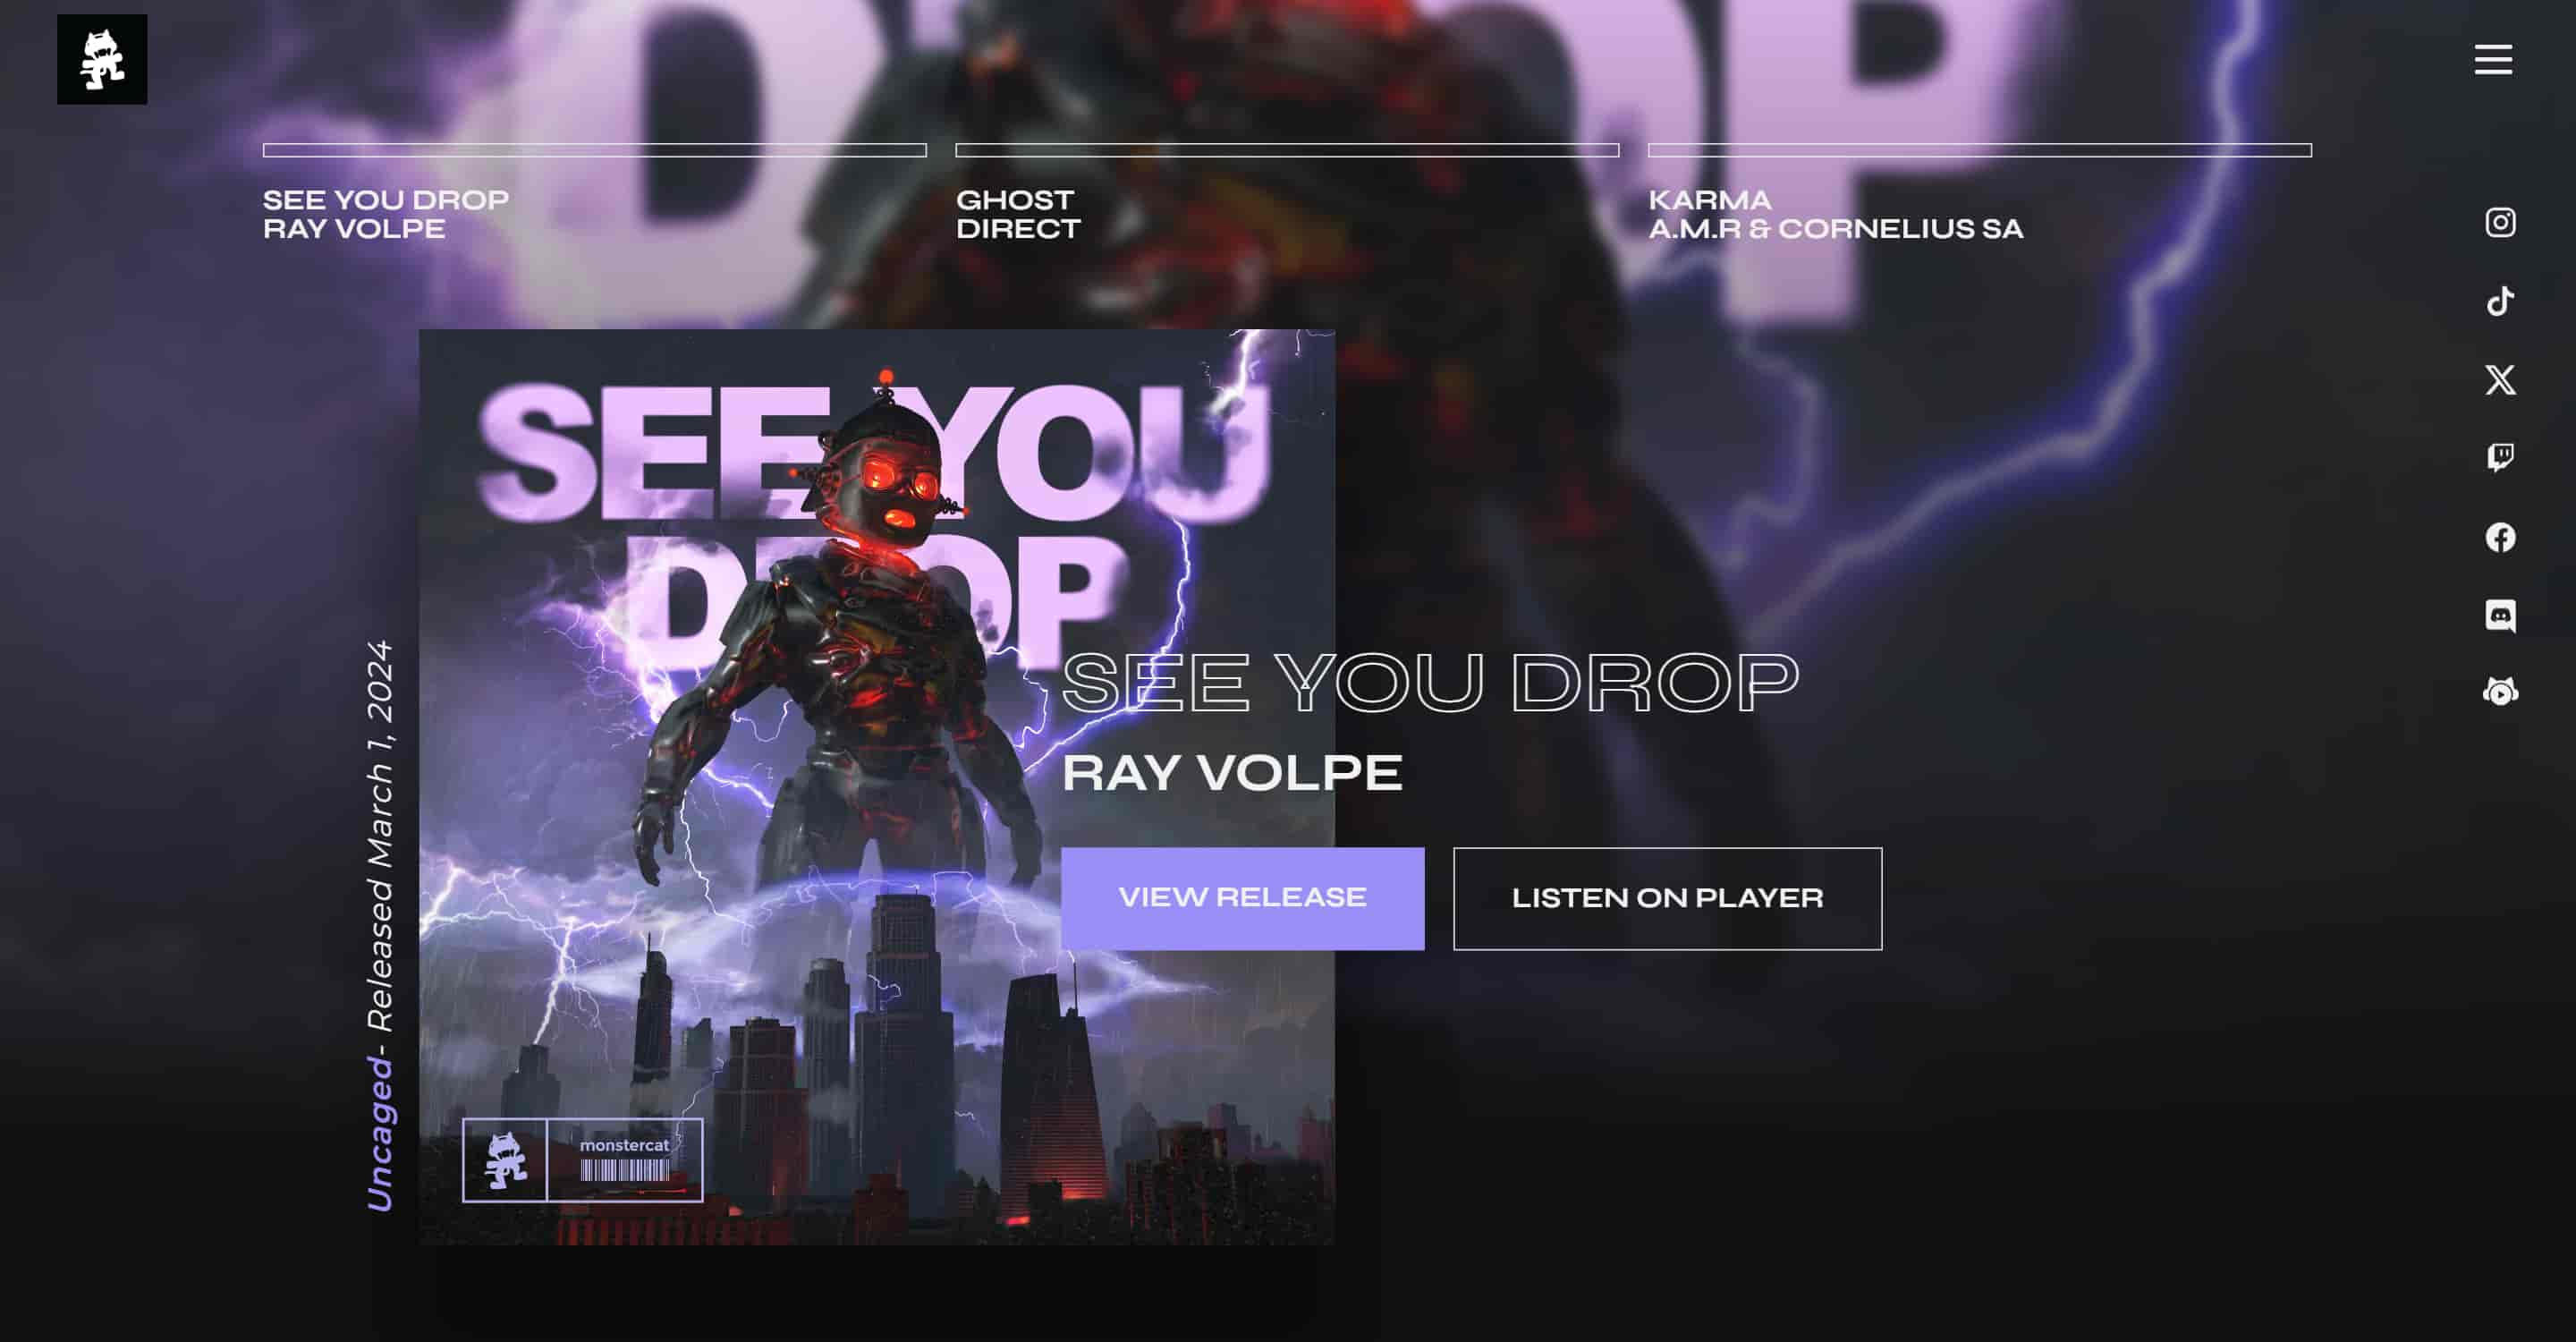 SEE YOU DROP
RAY VOLPE
GHOST
DIRECT
KARMA
A.M.R & CORNELIUS SA
SEE YOU
DROP
SEE YOU DROP
RAY VOLPE
VIEW RELEASE
LISTEN ON PLAYER
Uncaged - Released March 1, 2024
monstercat